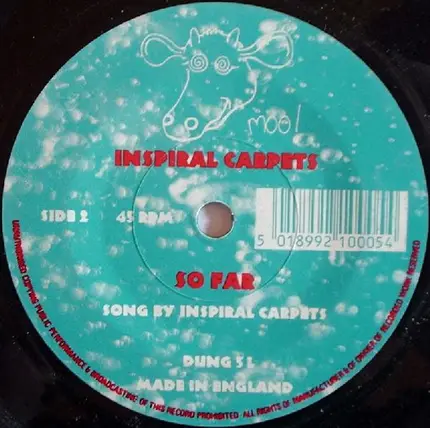 moo!
INSPIRAL CARPETS
SIDE 2 45 RPM
5 018992 100054
SO FAR
SONG BY INSPIRAL CARPETS
DUNG 5 L
MADE IN ENGLAND
UNAUTHORISED COPYING PUBLIC PERFORMANCE & BROADCASTING OF THIS RECORD PROHIBITED ALL RIGHTS OF MANUFACTURER & OF OWNER OF RECORDED WORK RESERVED